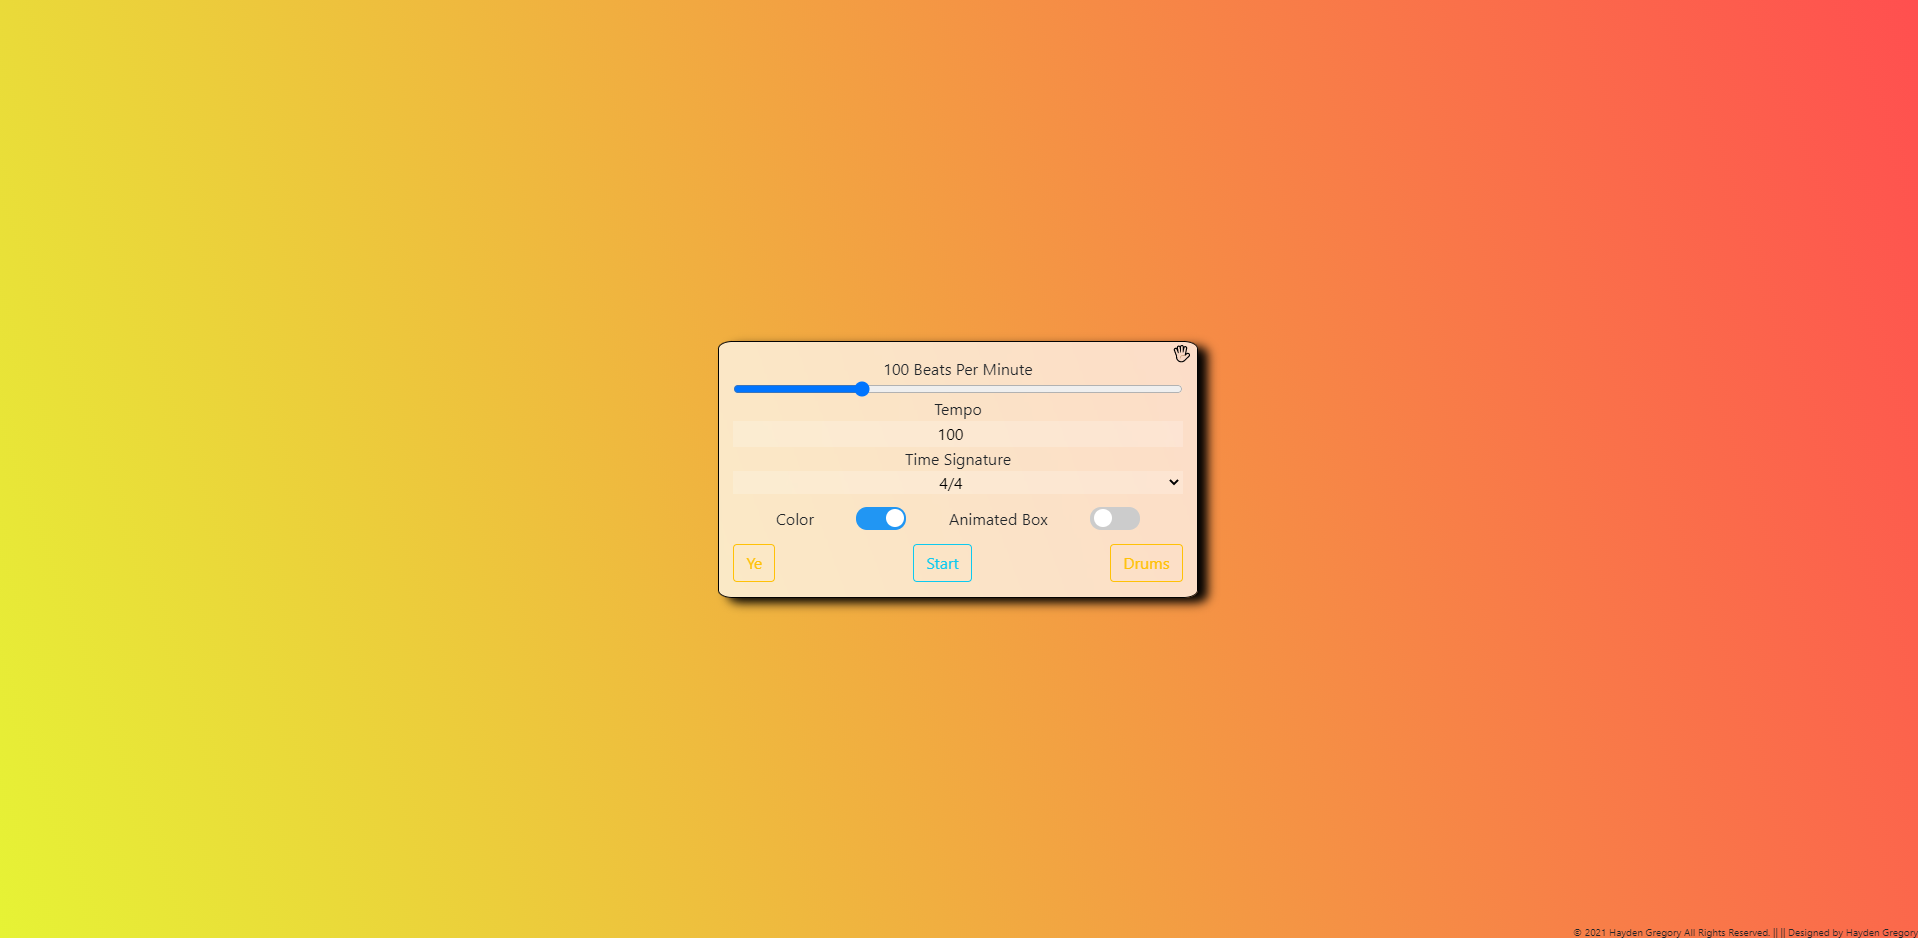 100 Beats Per Minute
Tempo
100
Time Signature
4/4
Color Animated Box
Ye Start Drums
© 2021 Hayden Gregory All Rights Reserved. || || Designed by Hayden Gregory